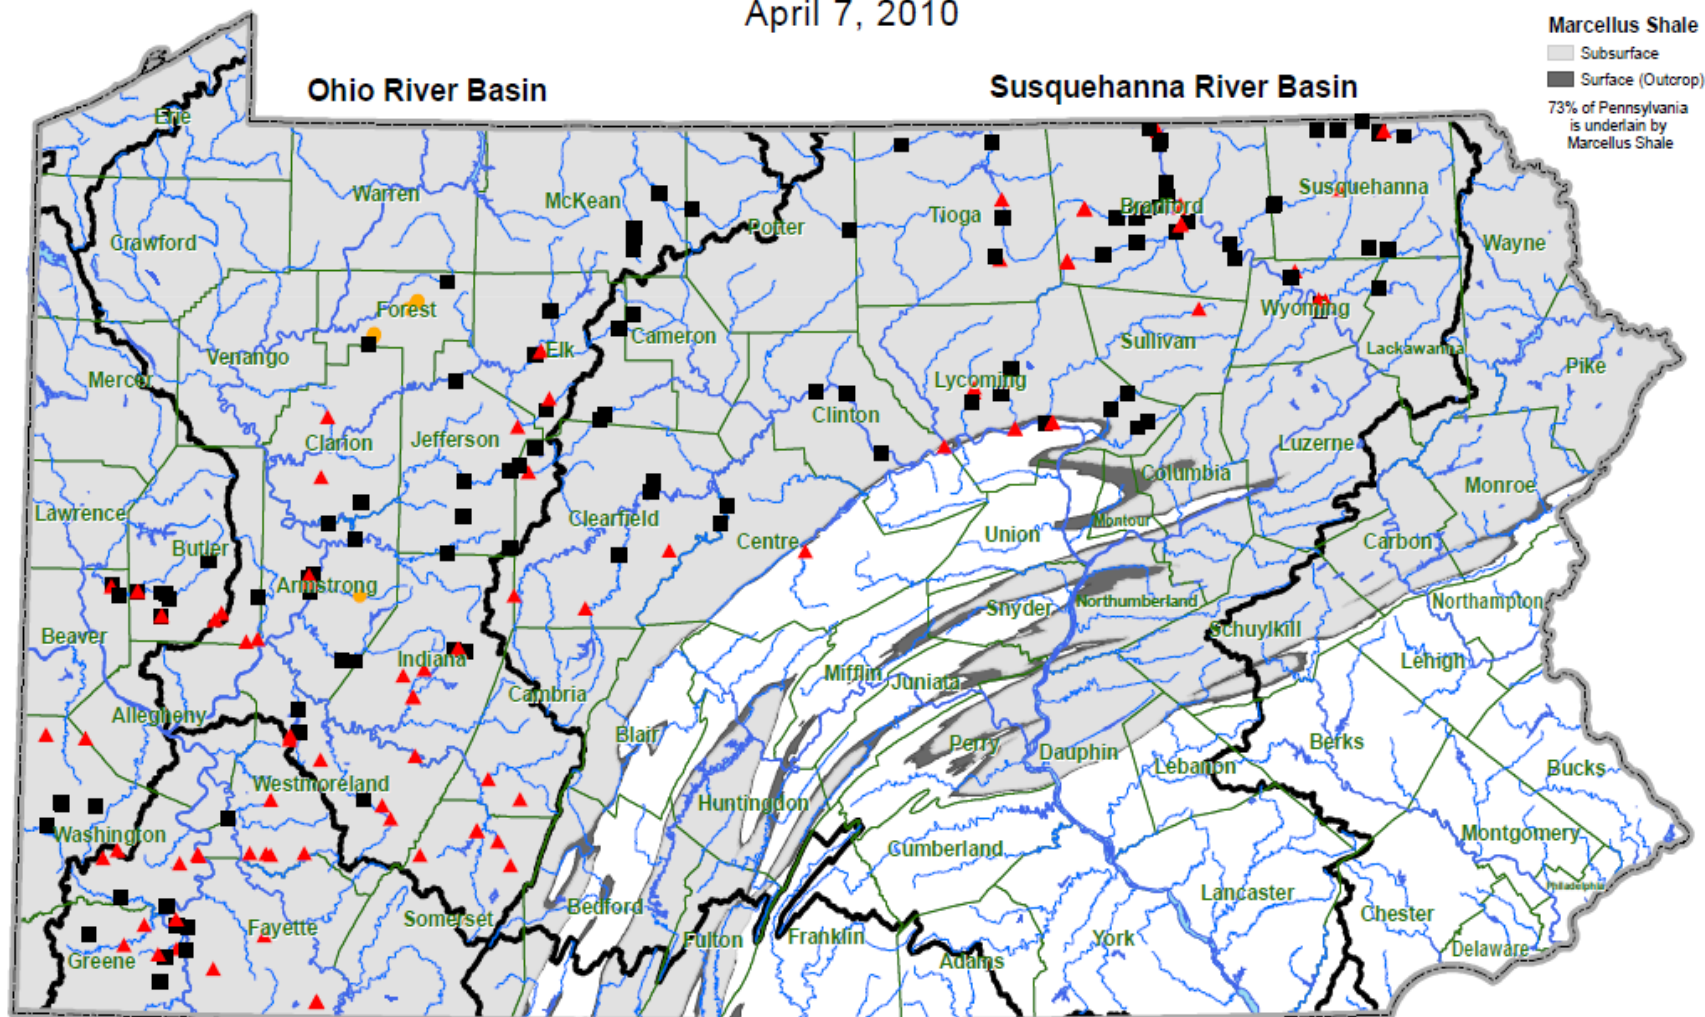 April 7, 2010
Marcellus Shale
Subsurface
Surface (Outcrop)
73% of Pennsylvania
is underlain by
Marcellus Shale
Ohio River Basin
Susquehanna River Basin
Erie
Warren
McKean
Potter
Tioga
Bradford
Susquehanna
Wayne
Crawford
Forest
Venango
Elk
Cameron
Sullivan
Wyoming
Lackawanna
Pike
Mercer
Clarion
Jefferson
Clinton
Lycoming
Luzerne
Columbia
Monroe
Lawrence
Butler
Clearfield
Centre
Union
Montour
Carbon
Armstrong
Beaver
Indiana
Snyder
Northumberland
Schuylkill
Northampton
Lehigh
Cambria
Mifflin
Juniata
Allegheny
Blair
Perry
Dauphin
Lebanon
Berks
Bucks
Westmoreland
Huntingdon
Washington
Cumberland
Montgomery
Philadelphia
Lancaster
Chester
Bedford
Somerset
Fayette
Greene
Fulton
Franklin
Adams
York
Delaware